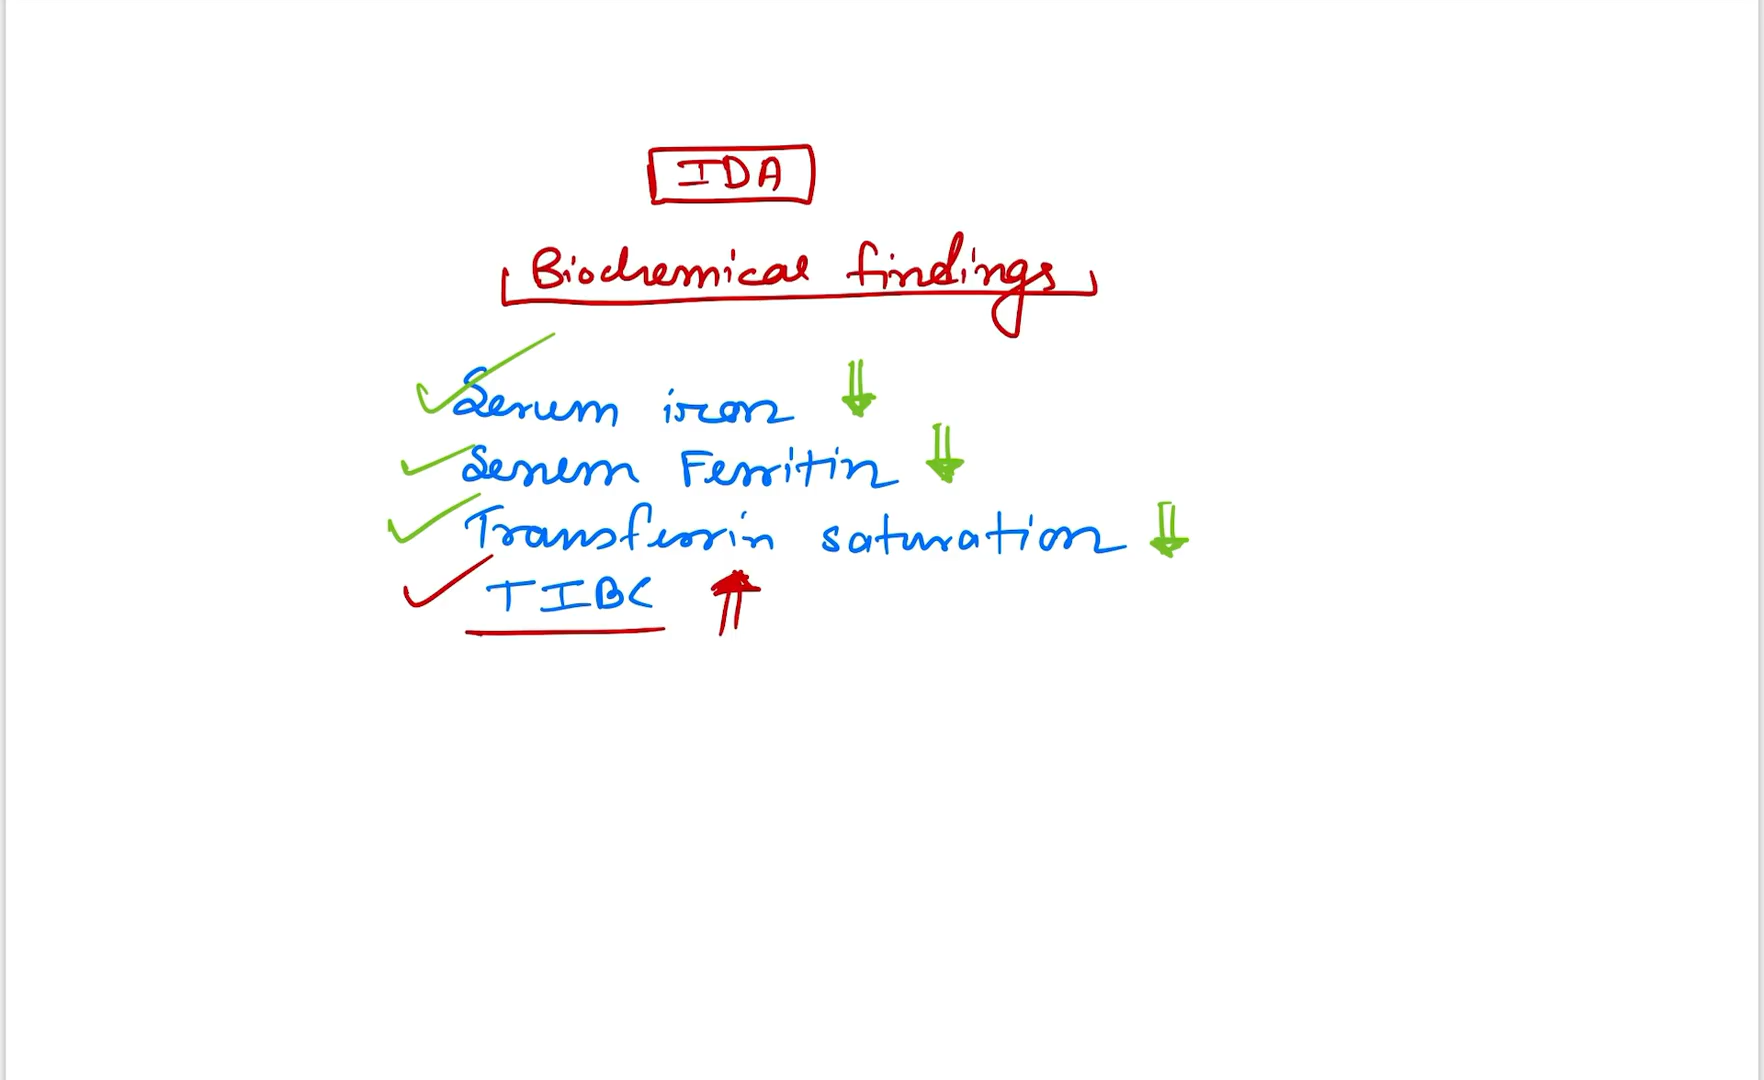 IDA
Biochemical findings
Serum iron ⇓
Serum Ferritin ⇓
Transferrin saturation ⇓
TIBC ⇑